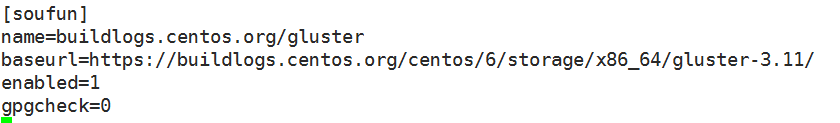 [soufun]
name=buildlogs.centos.org/gluster
baseurl=https://buildlogs.centos.org/centos/6/storage/x86_64/gluster-3.11/
enabled=1
gpgcheck=0